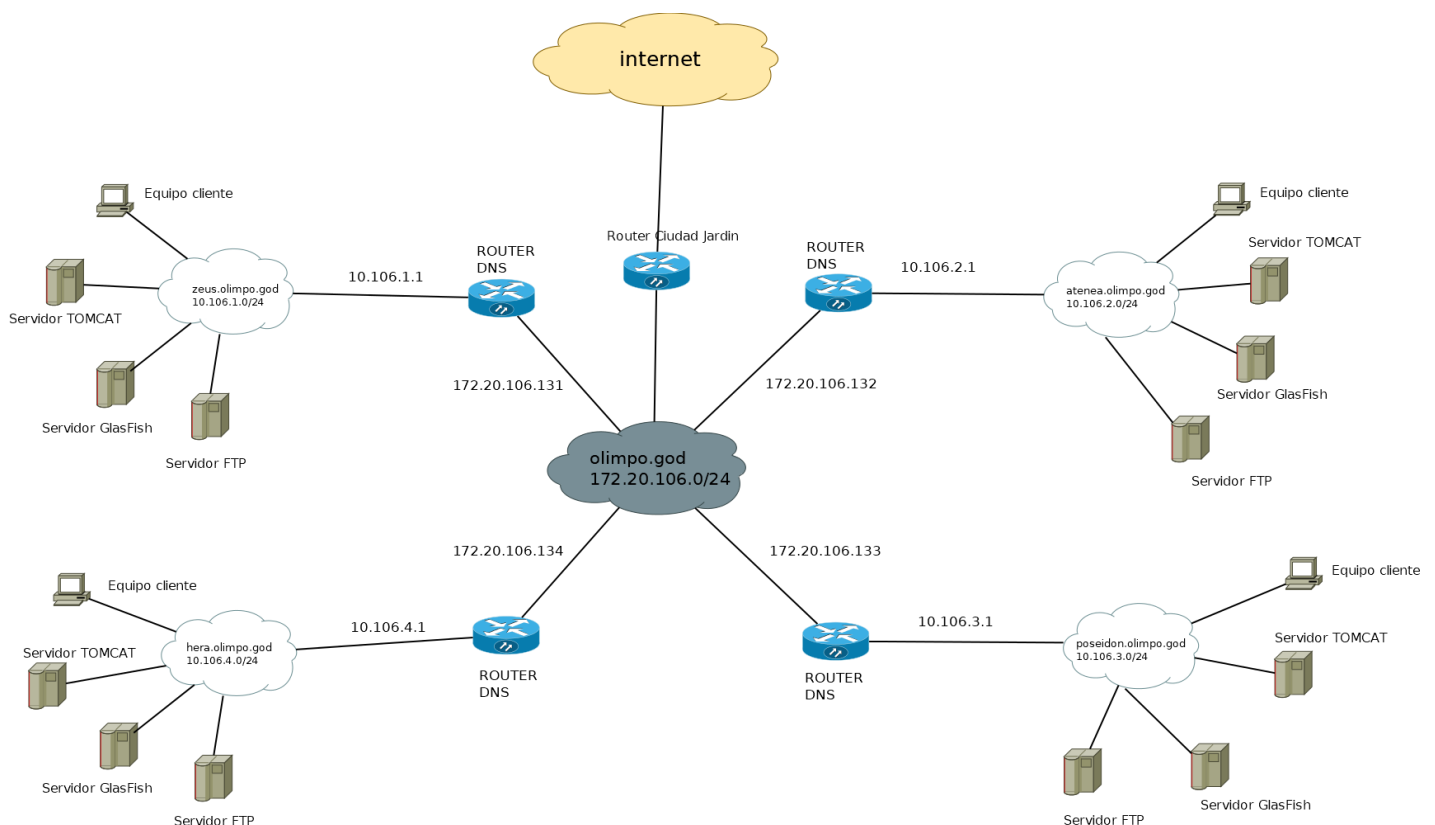 internet
Equipo cliente
Servidor TOMCAT
zeus.olimpo.god
10.106.1.0/24
Servidor GlasFish
Servidor FTP
10.106.1.1
ROUTER
DNS
172.20.106.131
Router Ciudad Jardin
ROUTER
DNS
10.106.2.1
172.20.106.132
Equipo cliente
Servidor TOMCAT
atenea.olimpo.god
10.106.2.0/24
Servidor GlasFish
Servidor FTP
olimpo.god
172.20.106.0/24
172.20.106.134
Equipo cliente
10.106.4.1
Servidor TOMCAT
hera.olimpo.god
10.106.4.0/24
ROUTER
DNS
Servidor GlasFish
Servidor FTP
172.20.106.133
10.106.3.1
ROUTER
DNS
Equipo cliente
Servidor TOMCAT
poseidon.olimpo.god
10.106.3.0/24
Servidor GlasFish
Servidor FTP